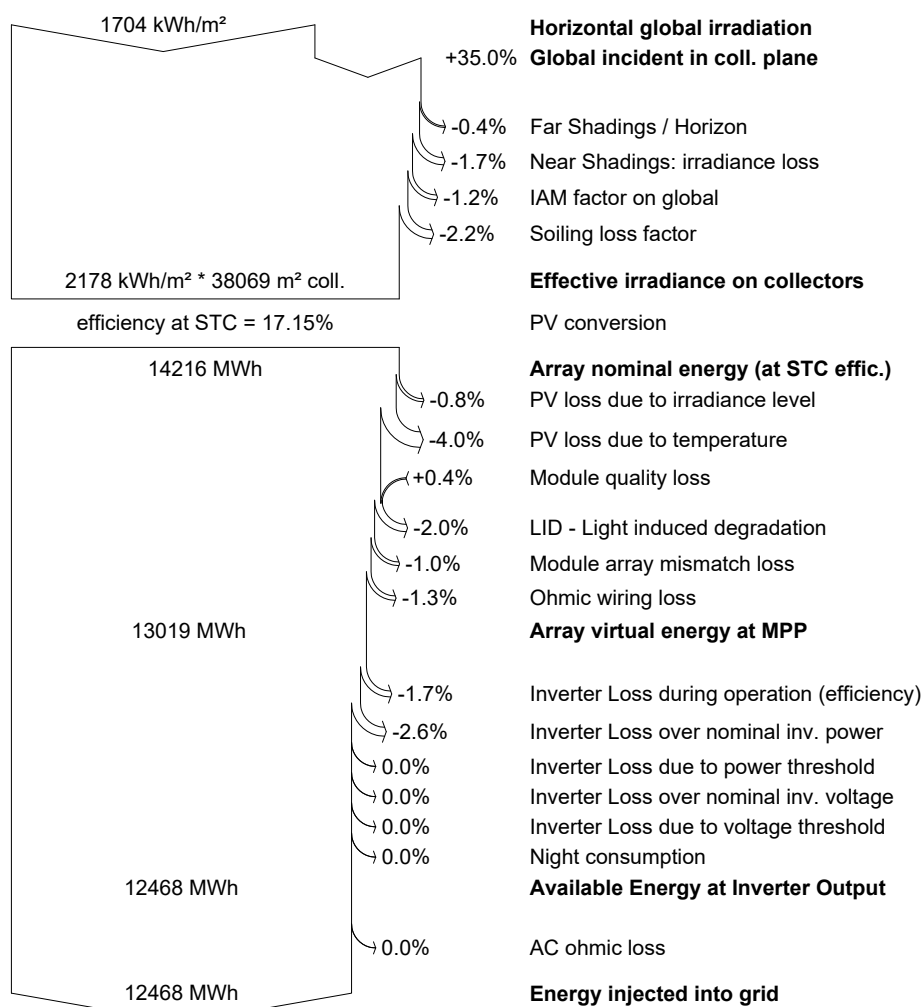 1704 kWh/m² Horizontal global irradiation
+35.0% Global incident in coll. plane
-0.4% Far Shadings / Horizon
-1.7% Near Shadings: irradiance loss
-1.2% IAM factor on global
-2.2% Soiling loss factor
2178 kWh/m² * 38069 m² coll. Effective irradiance on collectors
efficiency at STC = 17.15% PV conversion
14216 MWh Array nominal energy (at STC effic.)
-0.8% PV loss due to irradiance level
-4.0% PV loss due to temperature
+0.4% Module quality loss
-2.0% LID - Light induced degradation
-1.0% Module array mismatch loss
-1.3% Ohmic wiring loss
13019 MWh Array virtual energy at MPP
-1.7% Inverter Loss during operation (efficiency)
-2.6% Inverter Loss over nominal inv. power
0.0% Inverter Loss due to power threshold
0.0% Inverter Loss over nominal inv. voltage
0.0% Inverter Loss due to voltage threshold
0.0% Night consumption
12468 MWh Available Energy at Inverter Output
0.0% AC ohmic loss
12468 MWh Energy injected into grid